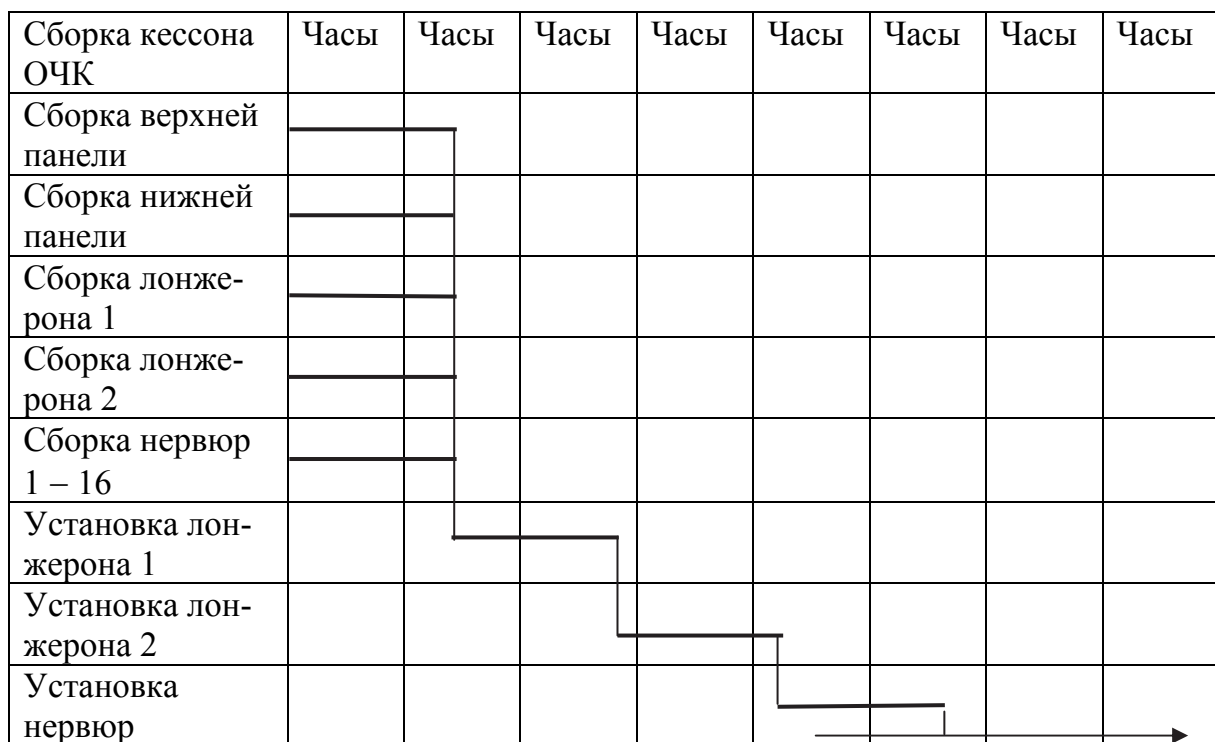 Сборка кессона Часы Часы Часы Часы Часы Часы Часы Часы
ОЧК
Сборка верхней
панели
Сборка нижней
панели
Сборка лонже-
рона 1
Сборка лонже-
рона 2
Сборка нервюр
1 – 16
Установка лон-
жерона 1
Установка лон-
жерона 2
Установка
нервюр